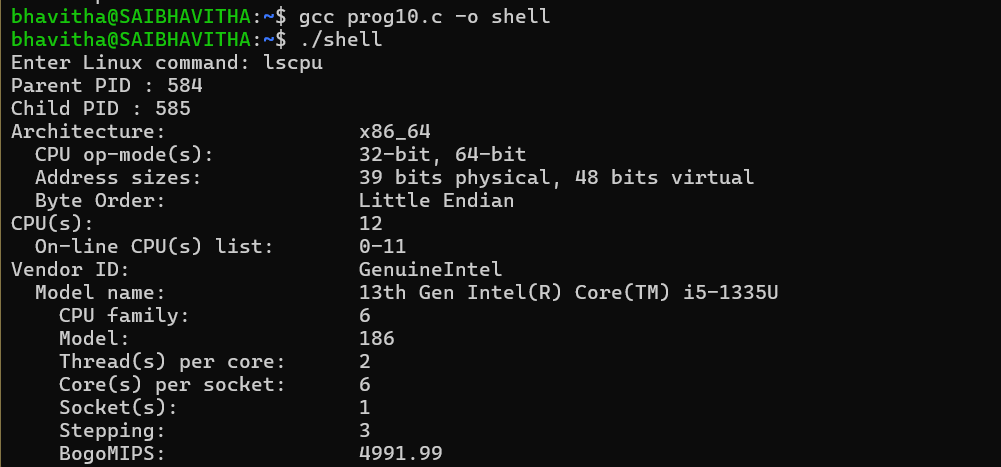 bhavitha@SAIBHAVITHA:~$ gcc prog10.c -o shell
bhavitha@SAIBHAVITHA:~$ ./shell
Enter Linux command: lscpu
Parent PID : 584
Child PID : 585
Architecture:                x86_64
  CPU op-mode(s):            32-bit, 64-bit
  Address sizes:             39 bits physical, 48 bits virtual
  Byte Order:                Little Endian
CPU(s):                      12
  On-line CPU(s) list:       0-11
Vendor ID:                   GenuineIntel
  Model name:                13th Gen Intel(R) Core(TM) i5-1335U
    CPU family:              6
    Model:                   186
    Thread(s) per core:      2
    Core(s) per socket:      6
    Socket(s):               1
    Stepping:                3
    BogoMIPS:                4991.99